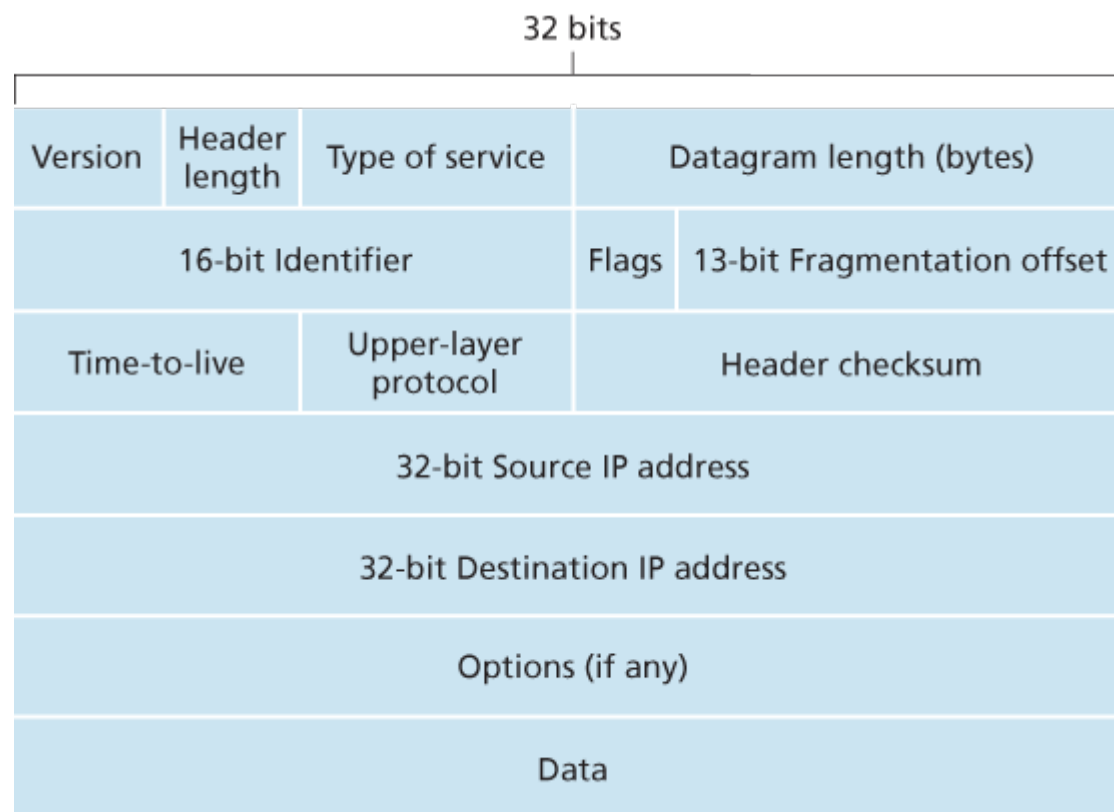 32 bits
Version
Header
length
Type of service
Datagram length (bytes)
16-bit Identifier
Flags
13-bit Fragmentation offset
Time-to-live
Upper-layer
protocol
Header checksum
32-bit Source IP address
32-bit Destination IP address
Options (if any)
Data